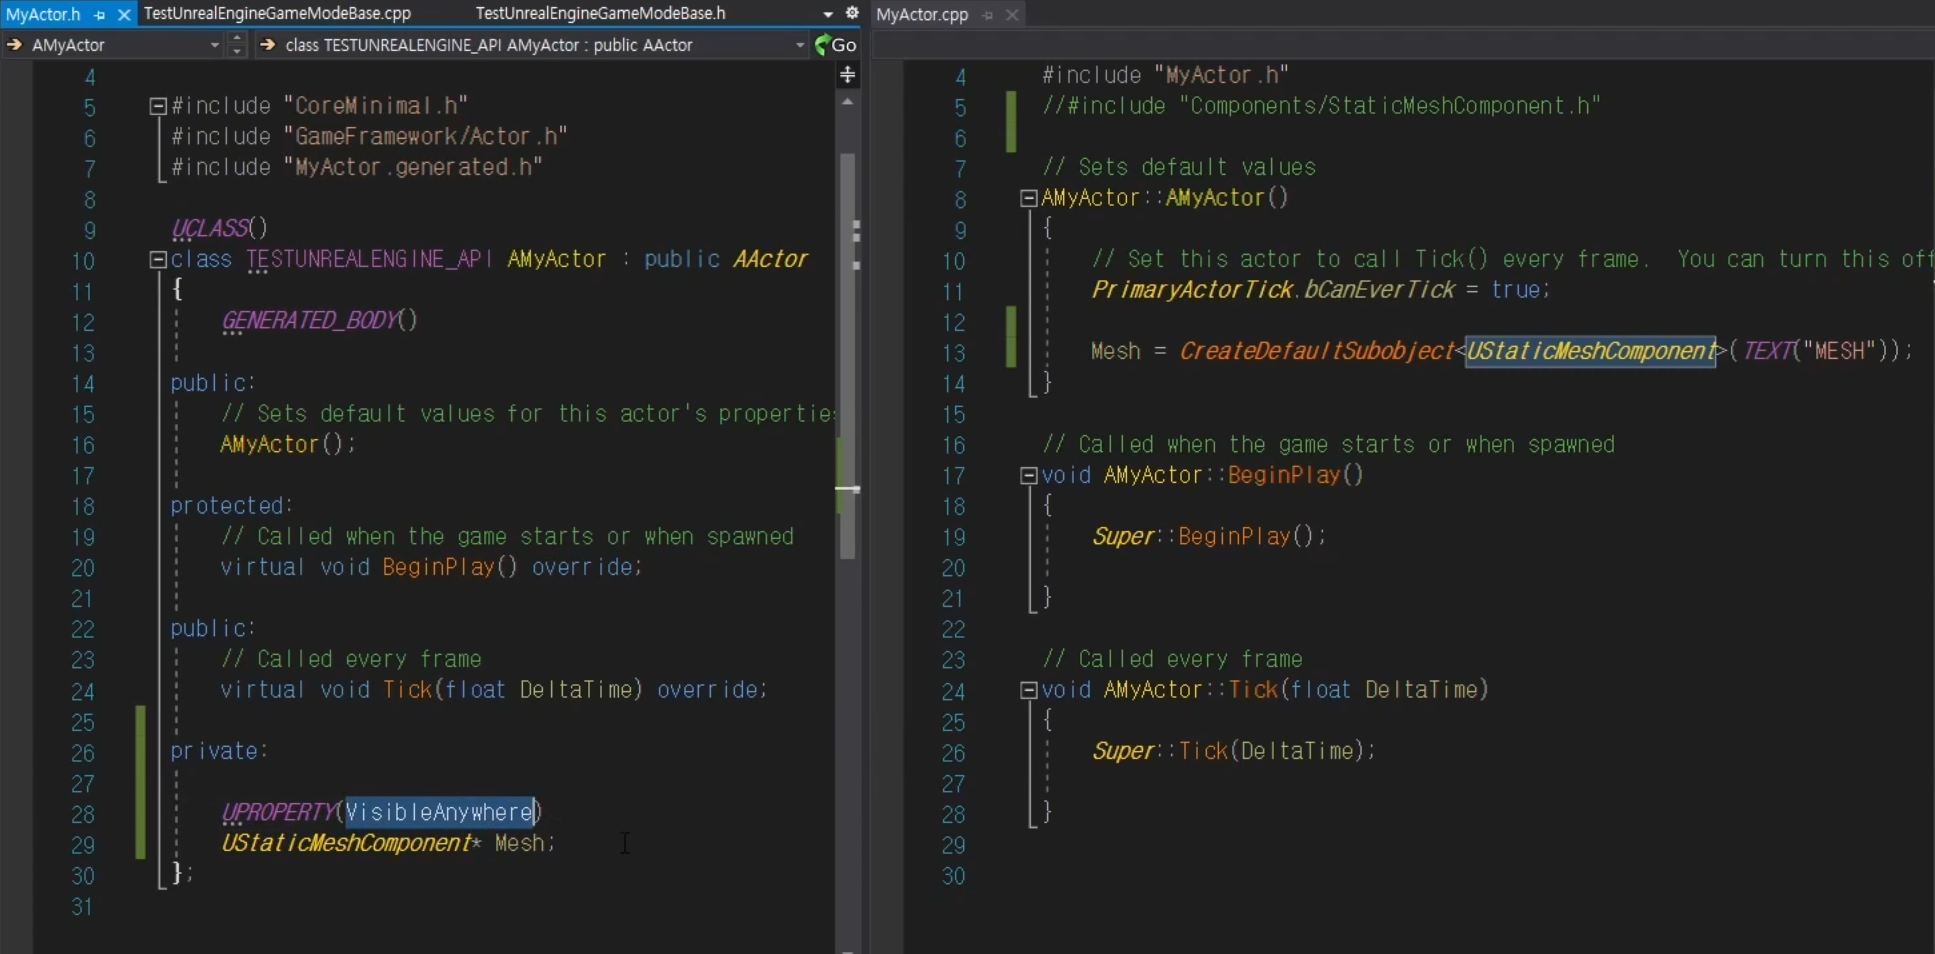 MyActor.h
TestUnrealEngineGameModeBase.cpp
TestUnrealEngineGameModeBase.h
AMyActor
class TESTUNREALENGINE_API AMyActor : public AActor
Go
4
5 #include "CoreMinimal.h"
6 #include "GameFramework/Actor.h"
7 #include "MyActor.generated.h"
8
9 UCLASS()
10 class TESTUNREALENGINE_API AMyActor : public AActor
11 {
12 GENERATED_BODY()
13
14 public:
15 // Sets default values for this actor's propertie
16 AMyActor();
17
18 protected:
19 // Called when the game starts or when spawned
20 virtual void BeginPlay() override;
21
22 public:
23 // Called every frame
24 virtual void Tick(float DeltaTime) override;
25
26 private:
27
28 UPROPERTY(VisibleAnywhere)
29 UStaticMeshComponent* Mesh;
30 };
31
MyActor.cpp
4 #include "MyActor.h"
5 //#include "Components/StaticMeshComponent.h"
6
7 // Sets default values
8 AMyActor::AMyActor()
9 {
10 // Set this actor to call Tick() every frame.  You can turn this off
11 PrimaryActorTick.bCanEverTick = true;
12
13 Mesh = CreateDefaultSubobject<UStaticMeshComponent>(TEXT("MESH"));
14 }
15
16 // Called when the game starts or when spawned
17 void AMyActor::BeginPlay()
18 {
19 Super::BeginPlay();
20
21 }
22
23 // Called every frame
24 void AMyActor::Tick(float DeltaTime)
25 {
26 Super::Tick(DeltaTime);
27
28 }
29
30